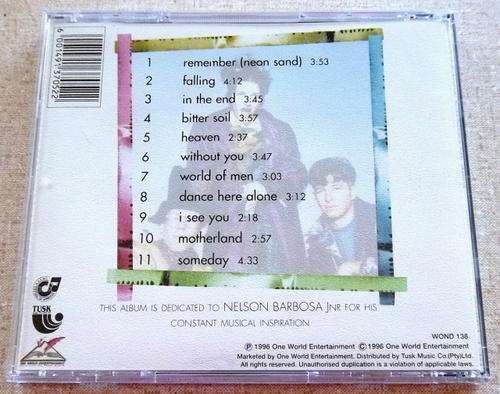 6001491370522
1 remember (neon sand) 3:53
2 falling 4:12
3 in the end 3:45
4 bitter soil 3:57
5 heaven 2:37
6 without you 3:47
7 world of men 3:03
8 dance here alone 3:12
9 i see you 2:18
10 motherland 2:57
11 someday 4.33
THIS ALBUM IS DEDICATED TO NELSON BARBOSA JNR FOR HIS
CONSTANT MUSICAL INSPIRATION
TUSK
WOND 138
Ⓟ 1996 One World Entertainment © 1996 One World Entertainment
Marketed by One World Entertainment. Distributed by Tusk Music Co.(Pty)Ltd.
All rights reserved. Unauthorised duplication is a violation of applicable laws.